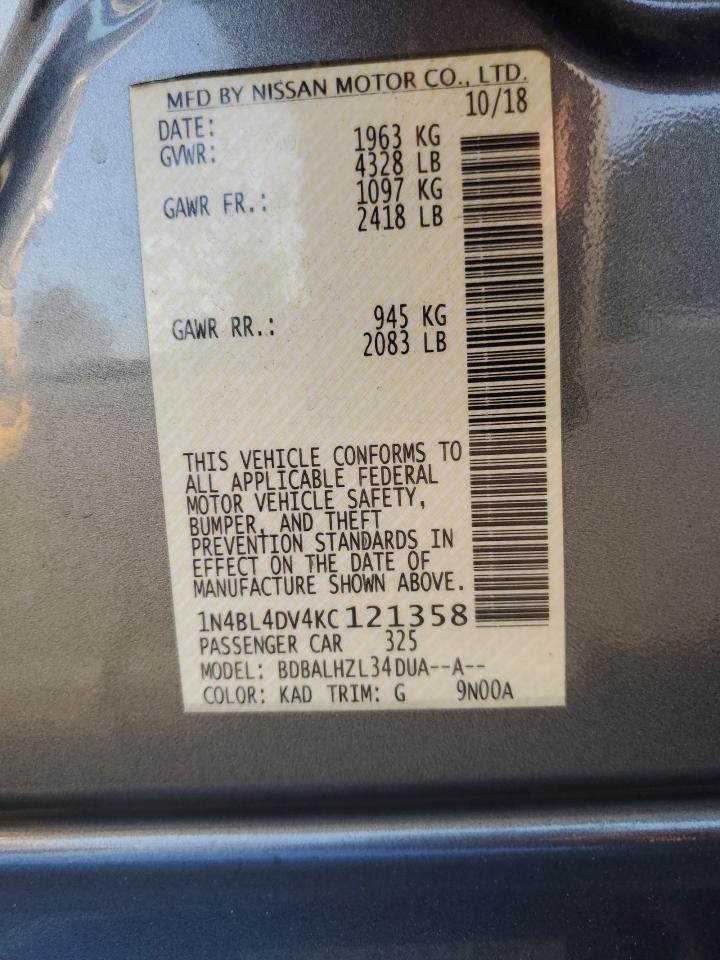 MFD BY NISSAN MOTOR CO., LTD.
DATE: 10/18
GVWR: 1963 KG
4328 LB
GAWR FR.: 1097 KG
2418 LB
GAWR RR.: 945 KG
2083 LB
THIS VEHICLE CONFORMS TO
ALL APPLICABLE FEDERAL
MOTOR VEHICLE SAFETY,
BUMPER, AND THEFT
PREVENTION STANDARDS IN
EFFECT ON THE DATE OF
MANUFACTURE SHOWN ABOVE.
1N4BL4DV4KC121358
PASSENGER CAR 325
MODEL: BDBALHZL34DUA--A--
COLOR: KAD TRIM: G 9N00A